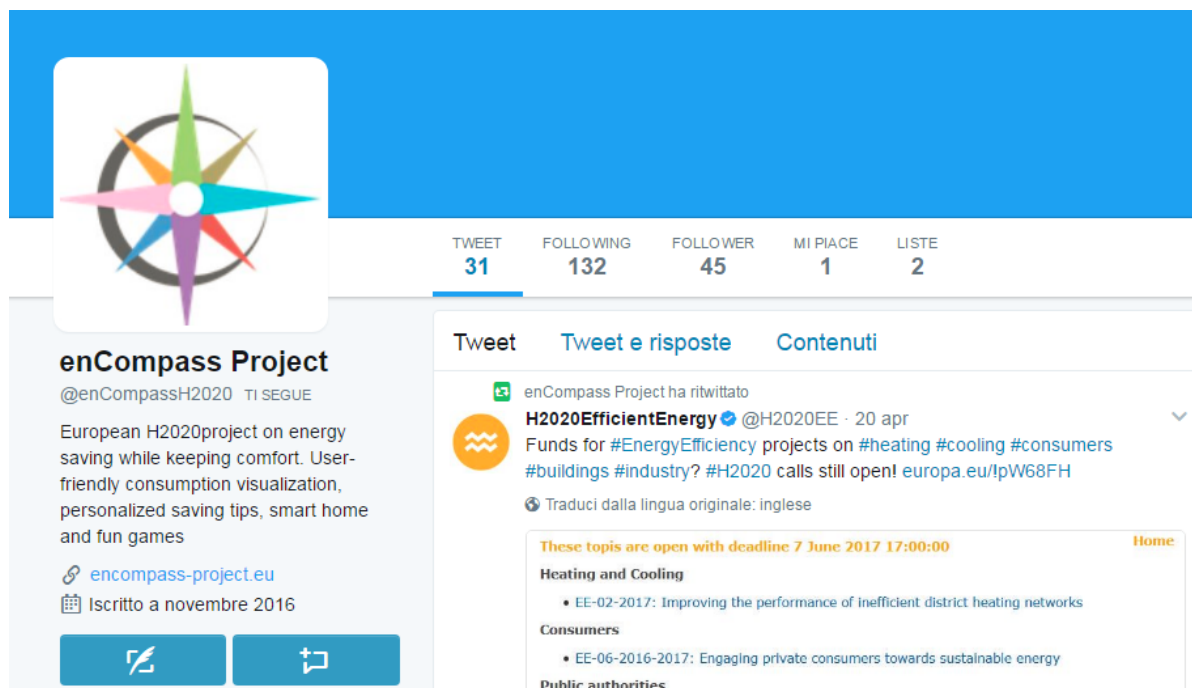 TWEET FOLLOWING FOLLOWER MI PIACE LISTE
31 132 45 1 2
enCompass Project
@enCompassH2020 TI SEGUE
European H2020project on energy
saving while keeping comfort. User-
friendly consumption visualization,
personalized saving tips, smart home
and fun games
encompass-project.eu
Iscritto a novembre 2016
Tweet Tweet e risposte Contenuti
enCompass Project ha ritwittato
H2020EfficientEnergy @H2020EE · 20 apr
Funds for #EnergyEfficiency projects on #heating #cooling #consumers
#buildings #industry? #H2020 calls still open! europa.eu/!pW68FH
Traduci dalla lingua originale: inglese
These topis are open with deadline 7 June 2017 17:00:00 Home
Heating and Cooling
• EE-02-2017: Improving the performance of inefficient district heating networks
Consumers
• EE-06-2016-2017: Engaging private consumers towards sustainable energy
Public authorities